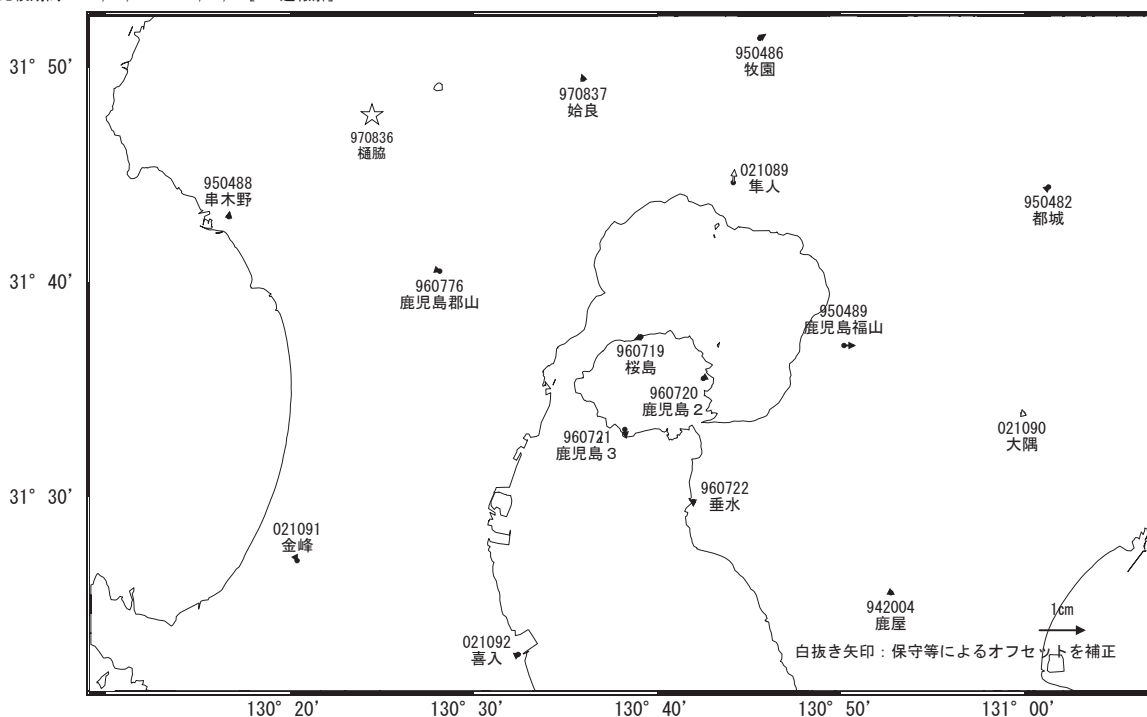 950486
牧園
31° 50'
970837
姶良
970836
樋脇
021089
隼人
950488
串木野
950482
都城
31° 40'
960776
鹿児島郡山
950489
鹿児島福山
960719
桜島
960720
鹿児島2
021090
大隅
960721
鹿児島3
31° 30'
960722
垂水
021091
金峰
942004
鹿屋
1cm
021092
喜入
白抜き矢印：保守等によるオフセットを補正
130° 20' 130° 30' 130° 40' 130° 50' 131° 00'